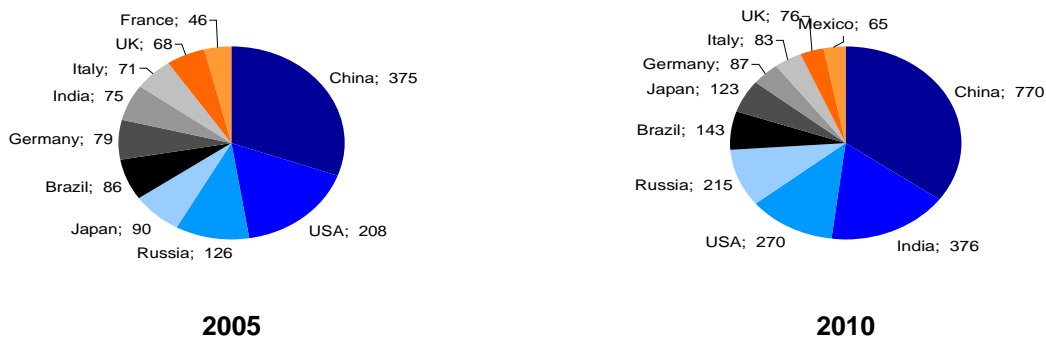 France; 46
UK; 68
Italy; 71
India; 75
Germany; 79
Brazil; 86
Japan; 90
Russia; 126
USA; 208
China; 375
2005
UK; 76
Mexico; 65
Italy; 83
Germany; 87
Japan; 123
Brazil; 143
Russia; 215
USA; 270
India; 376
China; 770
2010